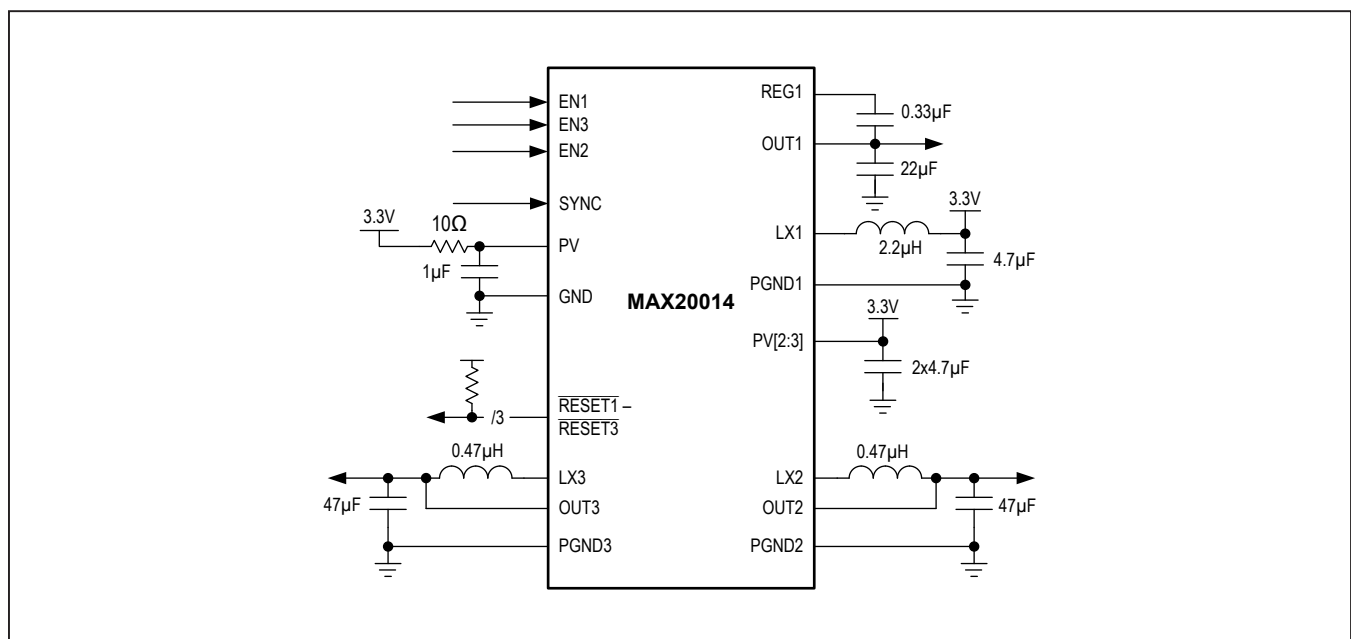 EN1
EN3
EN2
SYNC
3.3V
10Ω
PV
1µF
GND
RESET1 –
RESET3
/3
0.47µH
LX3
47µF
OUT3
PGND3
MAX20014
REG1
0.33µF
OUT1
22µF
3.3V
LX1
2.2µH
4.7µF
PGND1
3.3V
PV[2:3]
2x4.7µF
0.47µH
LX2
OUT2
47µF
PGND2